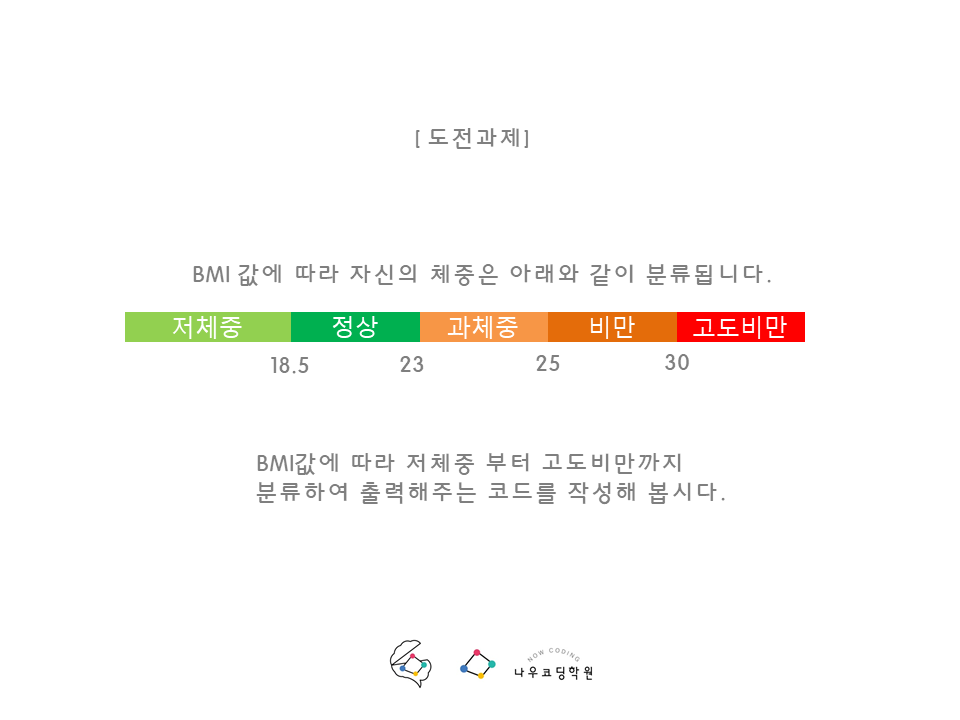 [ 도전과제]
BMI 값에 따라 자신의 체중은 아래와 같이 분류됩니다.
저체중 정상 과체중 비만 고도비만
18.5 23 25 30
BMI값에 따라 저체중 부터 고도비만까지
분류하여 출력해주는 코드를 작성해 봅시다.
NOW CODING
나우코딩학원